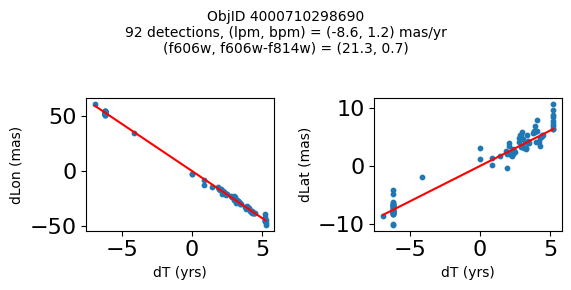 ObjID 4000710298690
92 detections, (lpm, bpm) = (-8.6, 1.2) mas/yr
(f606w, f606w-f814w) = (21.3, 0.7)
dLon (mas)
50
0
−50
−5
0
5
dT (yrs)
dLat (mas)
10
0
−10
−5
0
5
dT (yrs)